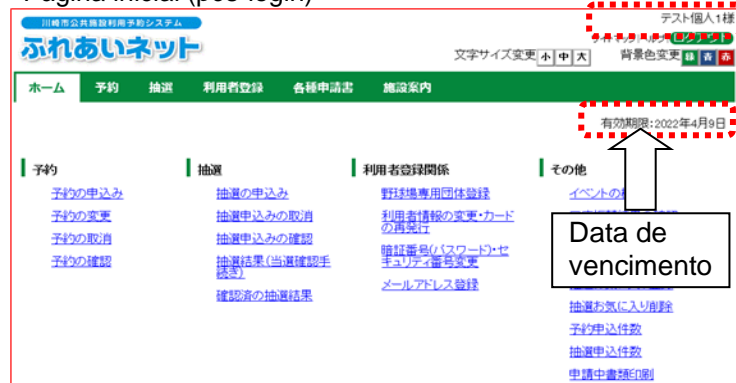 Página inicial (pós-login)
川崎市公共施設利用予約システム
テスト個人1様
ふれあいネット
文字サイズ変更 小 中 大 背景色変更 緑 青 赤
ホーム 予約 抽選 利用者登録 各種申請書 施設案内
有効期限:2022年4月9日
予約
予約の申込み
予約の変更
予約の取消
予約の確認
抽選
抽選の申込み
抽選申込みの取消
抽選申込みの確認
抽選結果(当選確認手
続き)
確認済の抽選結果
利用者登録関係
野球場専用団体登録
利用者情報の変更・カード
の再発行
暗証番号(パスワード)・セ
キュリティ番号変更
メールアドレス登録
その他
イベントの
Data de
vencimento
抽選お気に入り削除
予約申込件数
抽選申込件数
申請中書類印刷